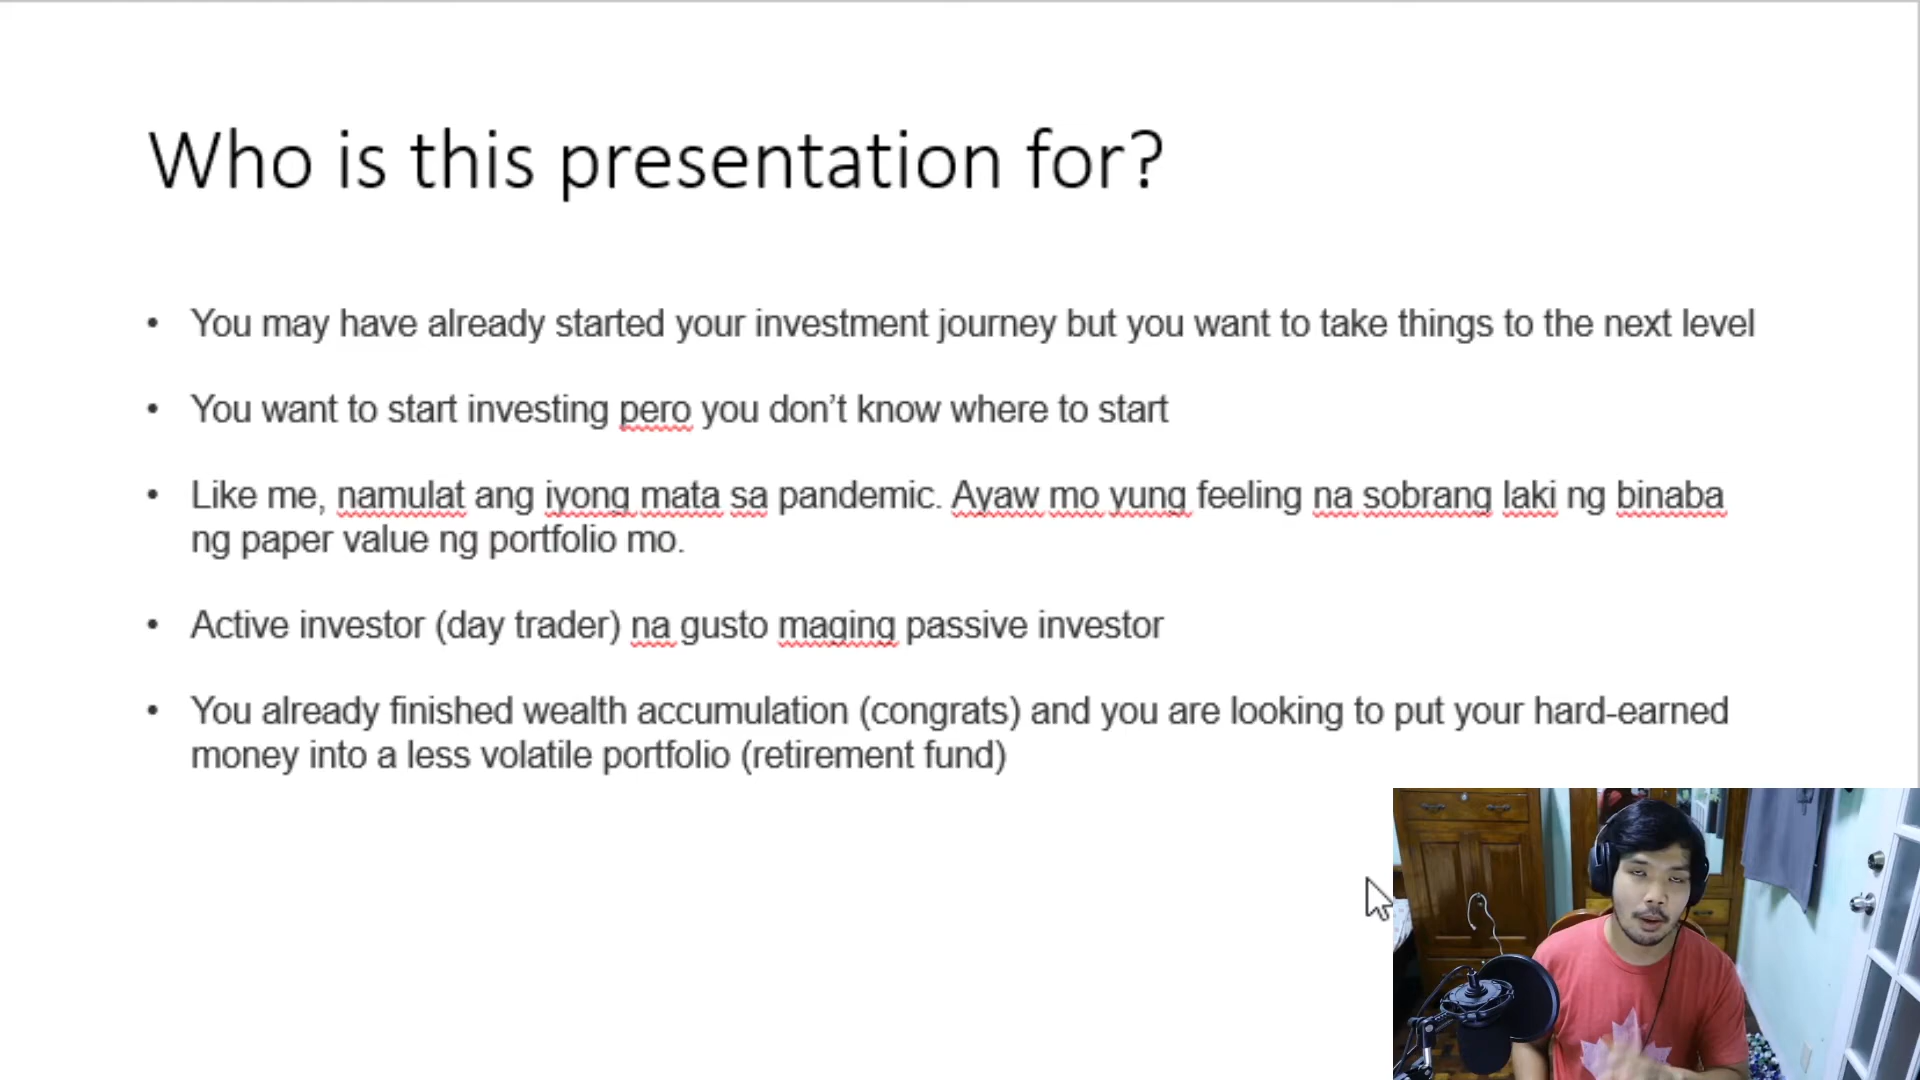 Who is this presentation for?
• You may have already started your investment journey but you want to take things to the next level
• You want to start investing pero you don’t know where to start
• Like me, namulat ang iyong mata sa pandemic. Ayaw mo yung feeling na sobrang laki ng binaba
ng paper value ng portfolio mo.
• Active investor (day trader) na gusto maging passive investor
• You already finished wealth accumulation (congrats) and you are looking to put your hard-earned
money into a less volatile portfolio (retirement fund)